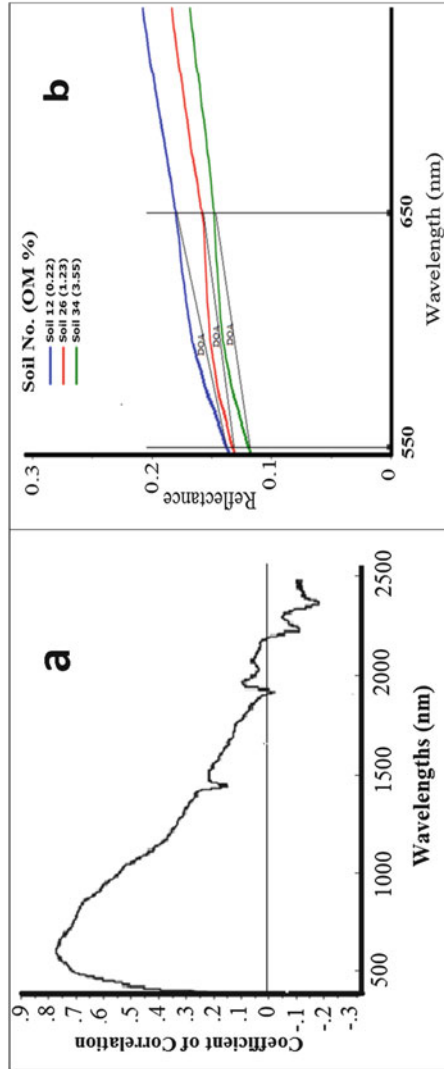 a
Coefficient of Correlation
.9
.8
.7
.6
.5
.4
.3
.2
.1
0
-.1
-.2
-.3
500
1000
1500
2000
2500
Wavelengths (nm)
b
Soil No. (OM %)
Soil 12 (0.22)
Soil 26 (1.23)
Soil 34 (3.55)
Reflectance
0.3
0.2
0.1
0
DOA
DOA
DOA
550
650
Wavelength (nm)